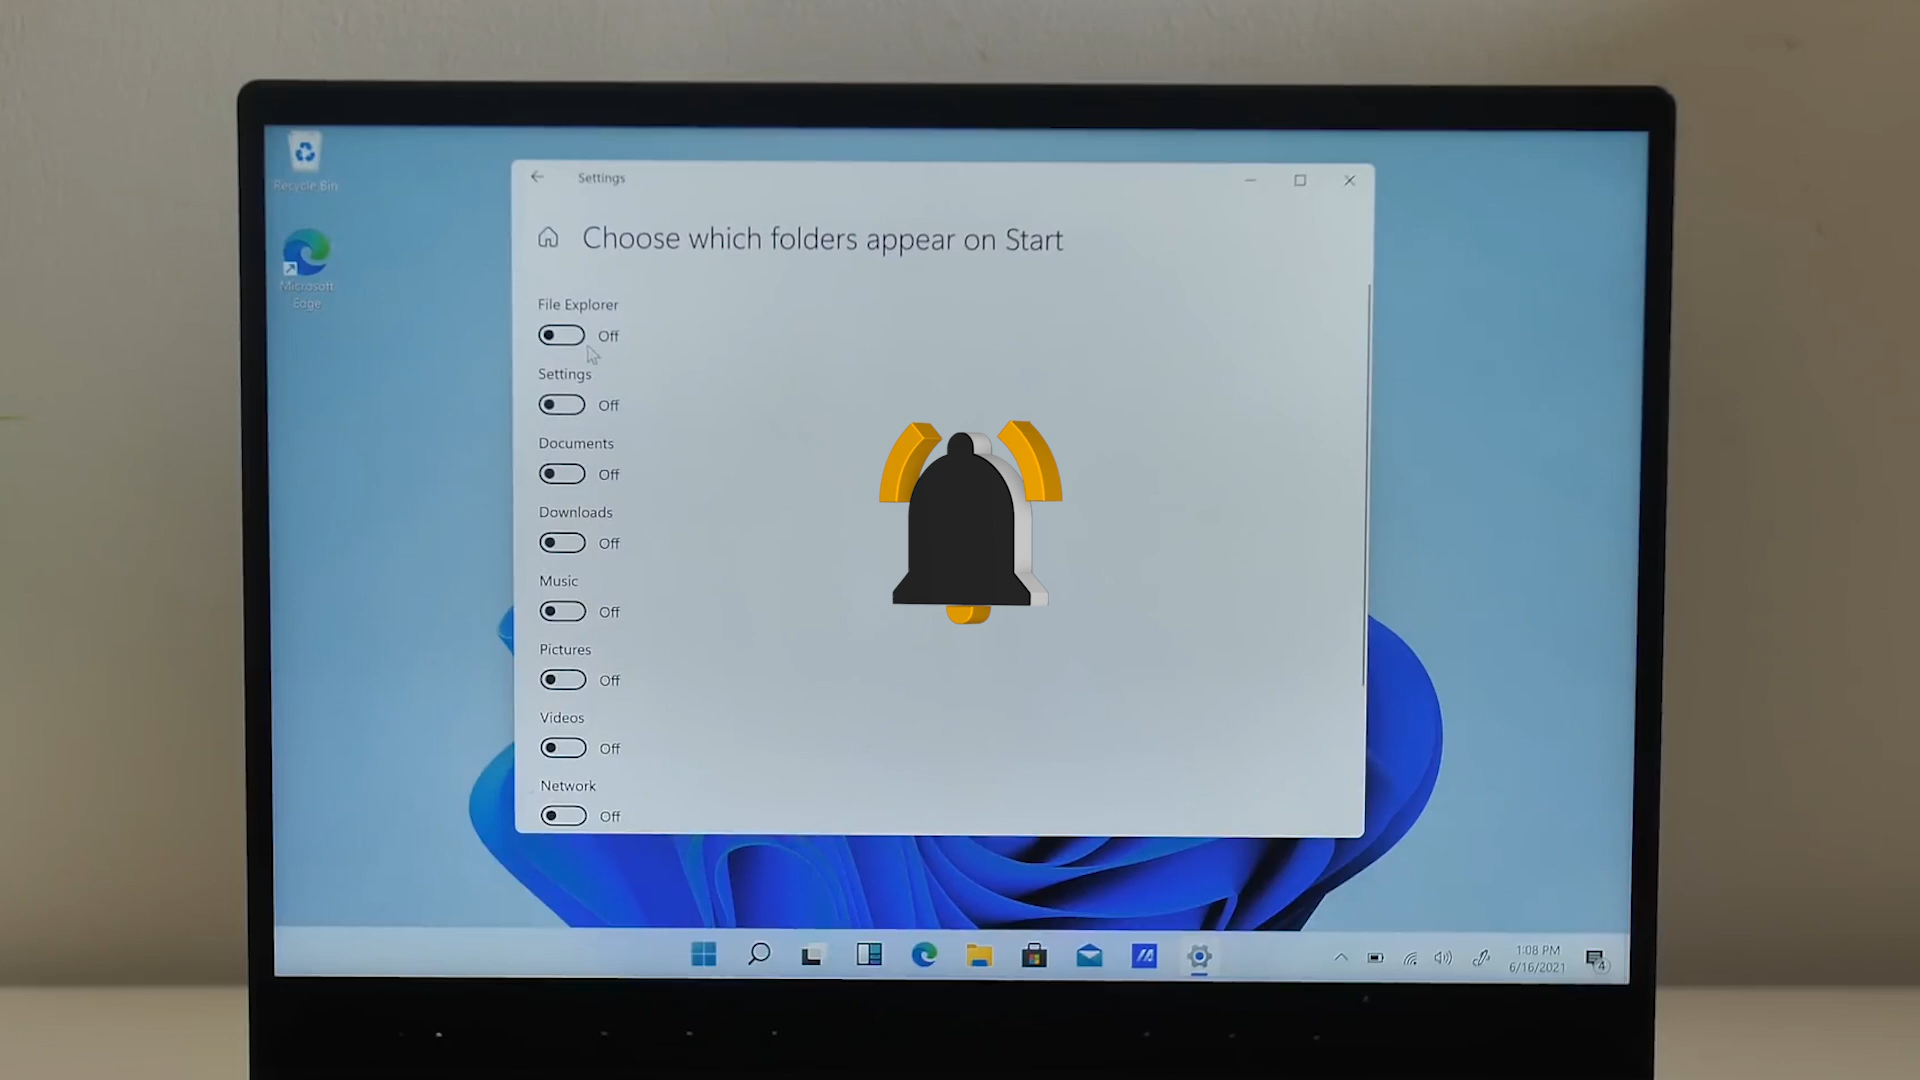 Recycle Bin
Microsoft
Edge
Settings
Choose which folders appear on Start
File Explorer
Off
Settings
Off
Documents
Off
Downloads
Off
Music
Off
Pictures
Off
Videos
Off
Network
Off
1:08 PM
6/16/2021
4